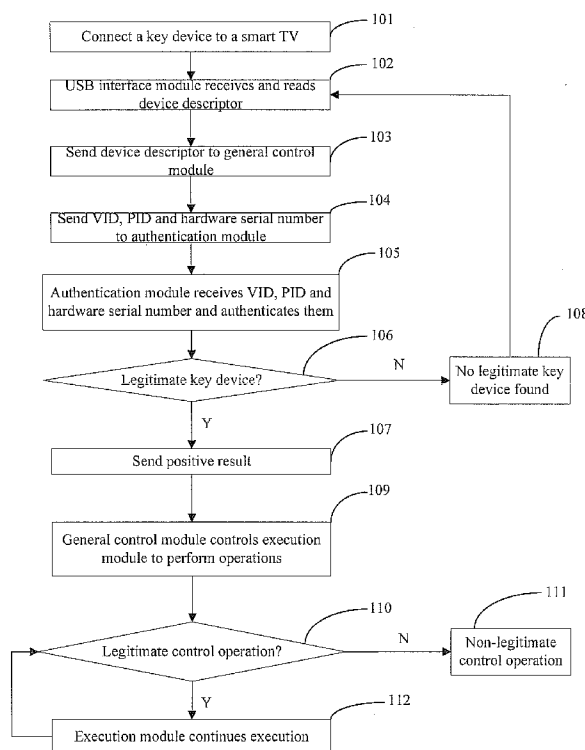 101
Connect a key device to a smart TV
102
USB interface module receives and reads
device descriptor
103
Send device descriptor to general control
module
104
Send VID, PID and hardware serial number
to authentication module
105
Authentication module receives VID, PID and
hardware serial number and authenticates them
106
Legitimate key device?
N
108
No legitimate key
device found
Y
107
Send positive result
109
General control module controls execution
module to perform operations
110
Legitimate control operation?
N
111
Non-legitimate
control operation
Y
112
Execution module continues execution